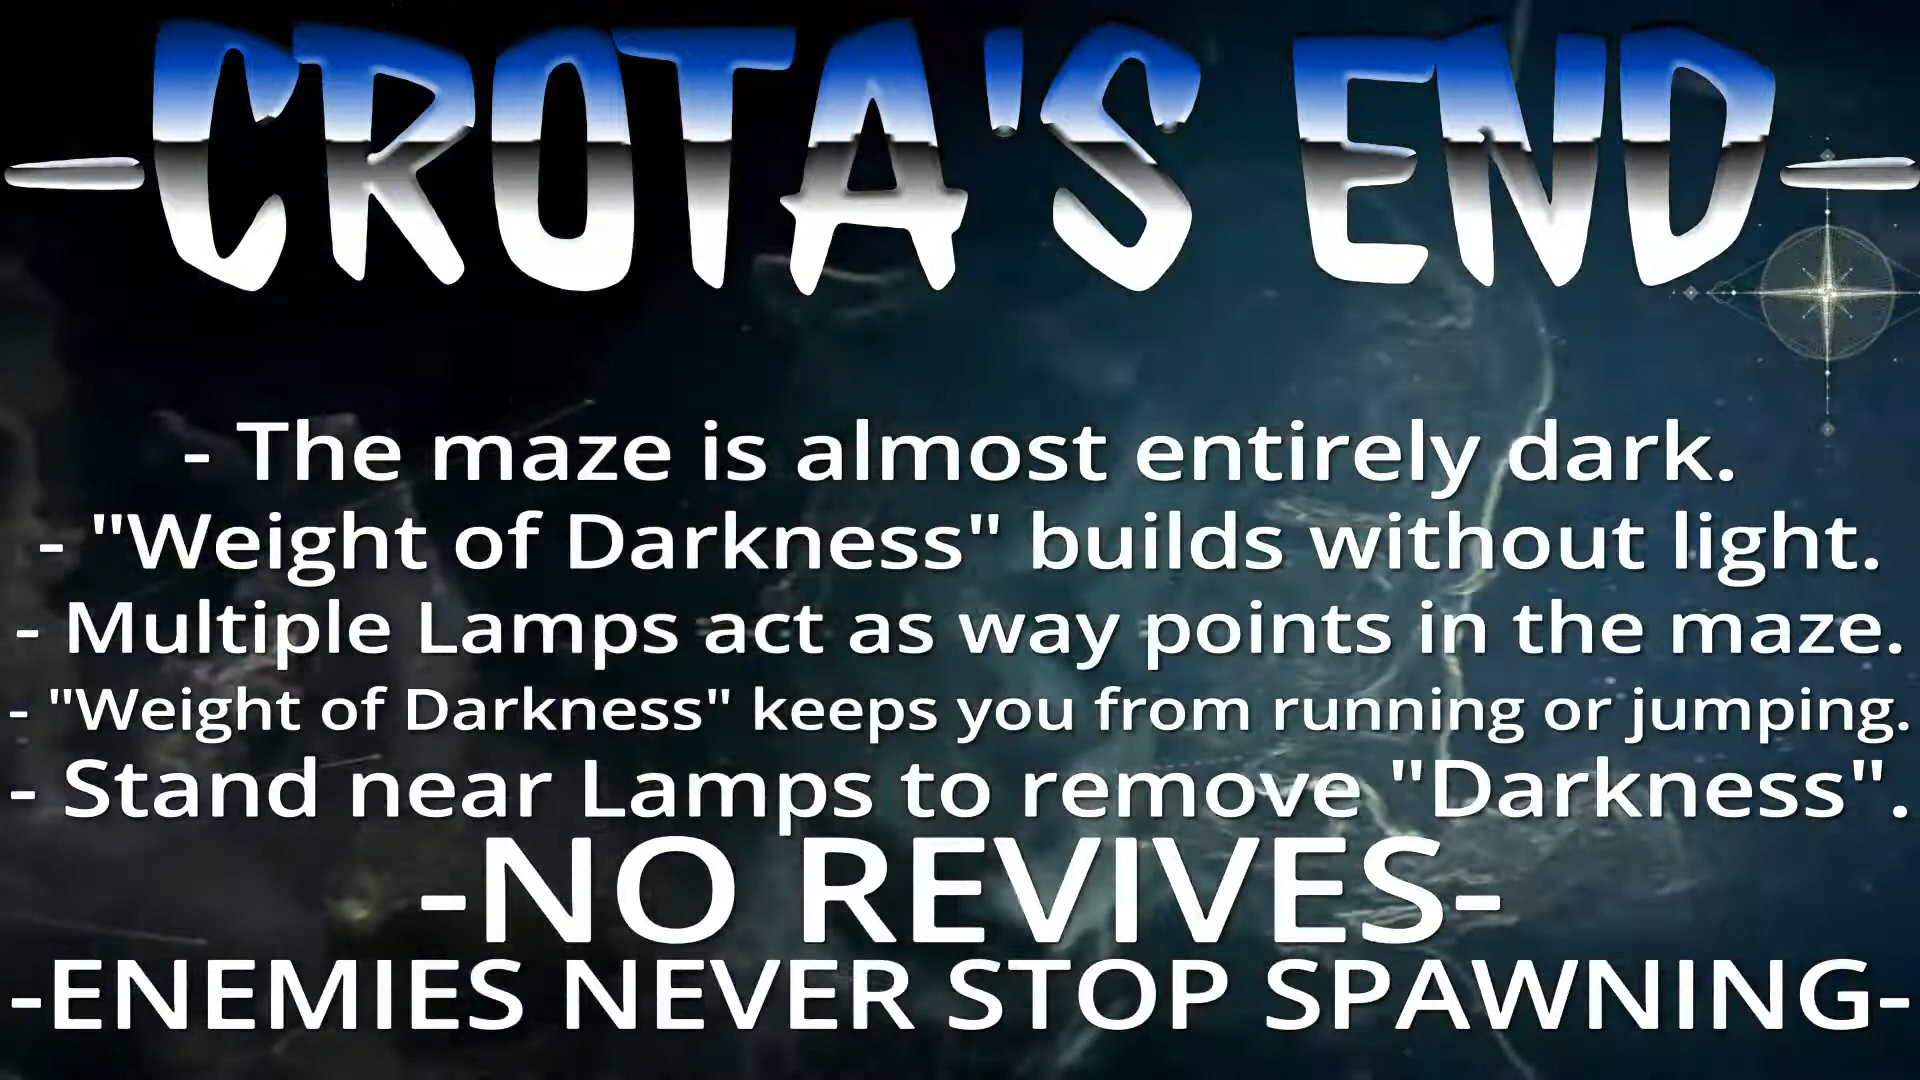 -CROTA'S END-
- The maze is almost entirely dark.
- "Weight of Darkness" builds without light.
- Multiple Lamps act as way points in the maze.
- "Weight of Darkness" keeps you from running or jumping.
- Stand near Lamps to remove "Darkness".
-NO REVIVES-
-ENEMIES NEVER STOP SPAWNING-